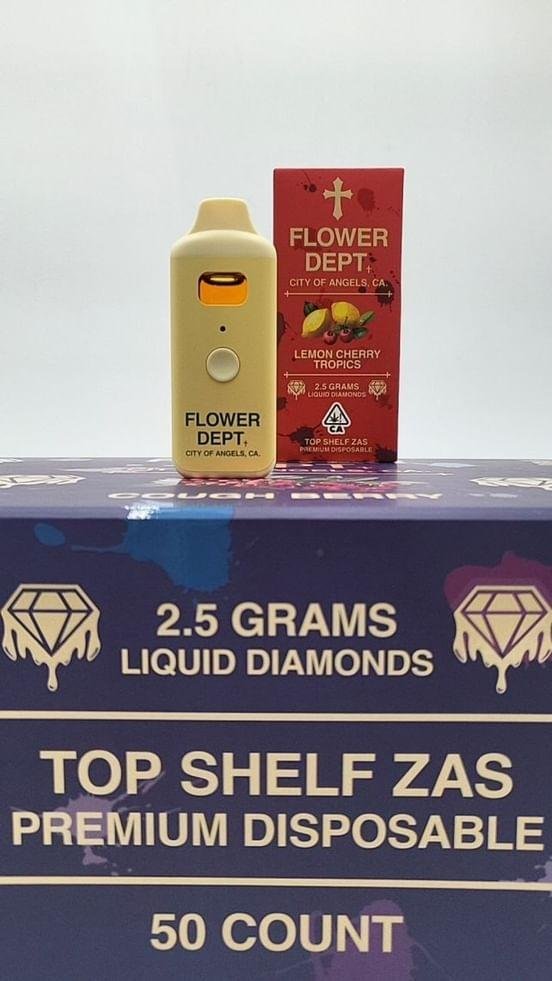 FLOWER
DEPT.
CITY OF ANGELS, CA.
LEMON CHERRY
TROPICS
2.5 GRAMS
LIQUID DIAMONDS
CA
TOP SHELF ZAS
PREMIUM DISPOSABLE
FLOWER
DEPT.
CITY OF ANGELS, CA.
COUGH BERRY
2.5 GRAMS
LIQUID DIAMONDS
TOP SHELF ZAS
PREMIUM DISPOSABLE
50 COUNT